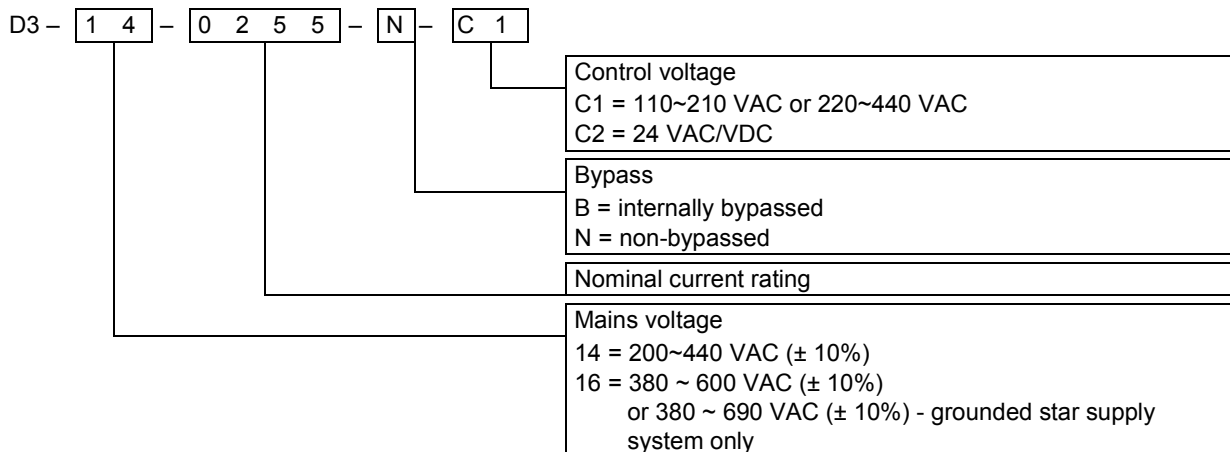 D3 – 1 4 – 0 2 5 5 – N – C 1
Control voltage
C1 = 110~210 VAC or 220~440 VAC
C2 = 24 VAC/VDC
Bypass
B = internally bypassed
N = non-bypassed
Nominal current rating
Mains voltage
14 = 200~440 VAC (± 10%)
16 = 380 ~ 600 VAC (± 10%)
or 380 ~ 690 VAC (± 10%) - grounded star supply
system only